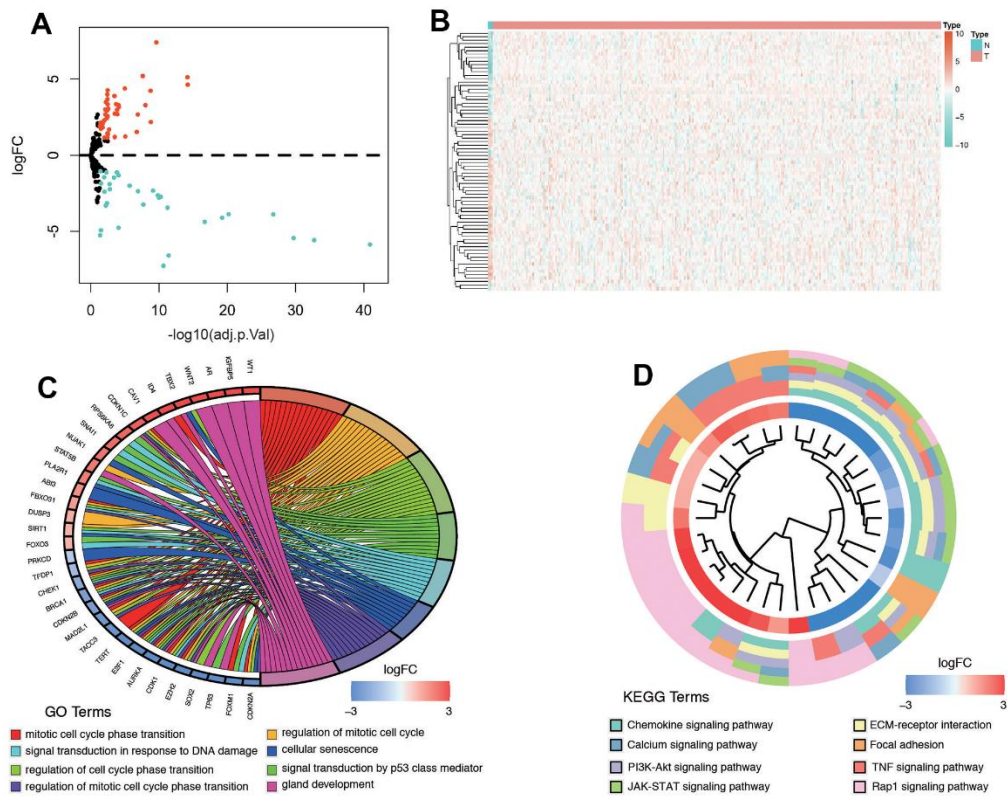 A
5
0
-5
logFC
0
10
20
30
40
-log10(adj.p.Val)
B
Type
10
5
0
-5
-10
Type
N
T
C
WT1
IGFBP5
AR
WNT2
TBX2
ID4
CAV1
CDKN1C
RPS6KA6
SNAI1
NUAK1
STAT5B
PLA2R1
ABI3
FBXO31
DUSP3
SIRT1
FOXO3
PRKCD
TFDP1
CHEK1
BRCA1
CDKN2B
MAD2L1
TACC3
TERT
E2F1
AURKA
CDK1
EZH2
SOX2
TP63
FOXM1
CDKN2A
logFC
-3
3
GO Terms
mitotic cell cycle phase transition
signal transduction in response to DNA damage
regulation of cell cycle phase transition
regulation of mitotic cell cycle phase transition
regulation of mitotic cell cycle
cellular senescence
signal transduction by p53 class mediator
gland development
D
logFC
-3
3
KEGG Terms
Chemokine signaling pathway
Calcium signaling pathway
PI3K-Akt signaling pathway
JAK-STAT signaling pathway
ECM-receptor interaction
Focal adhesion
TNF signaling pathway
Rap1 signaling pathway